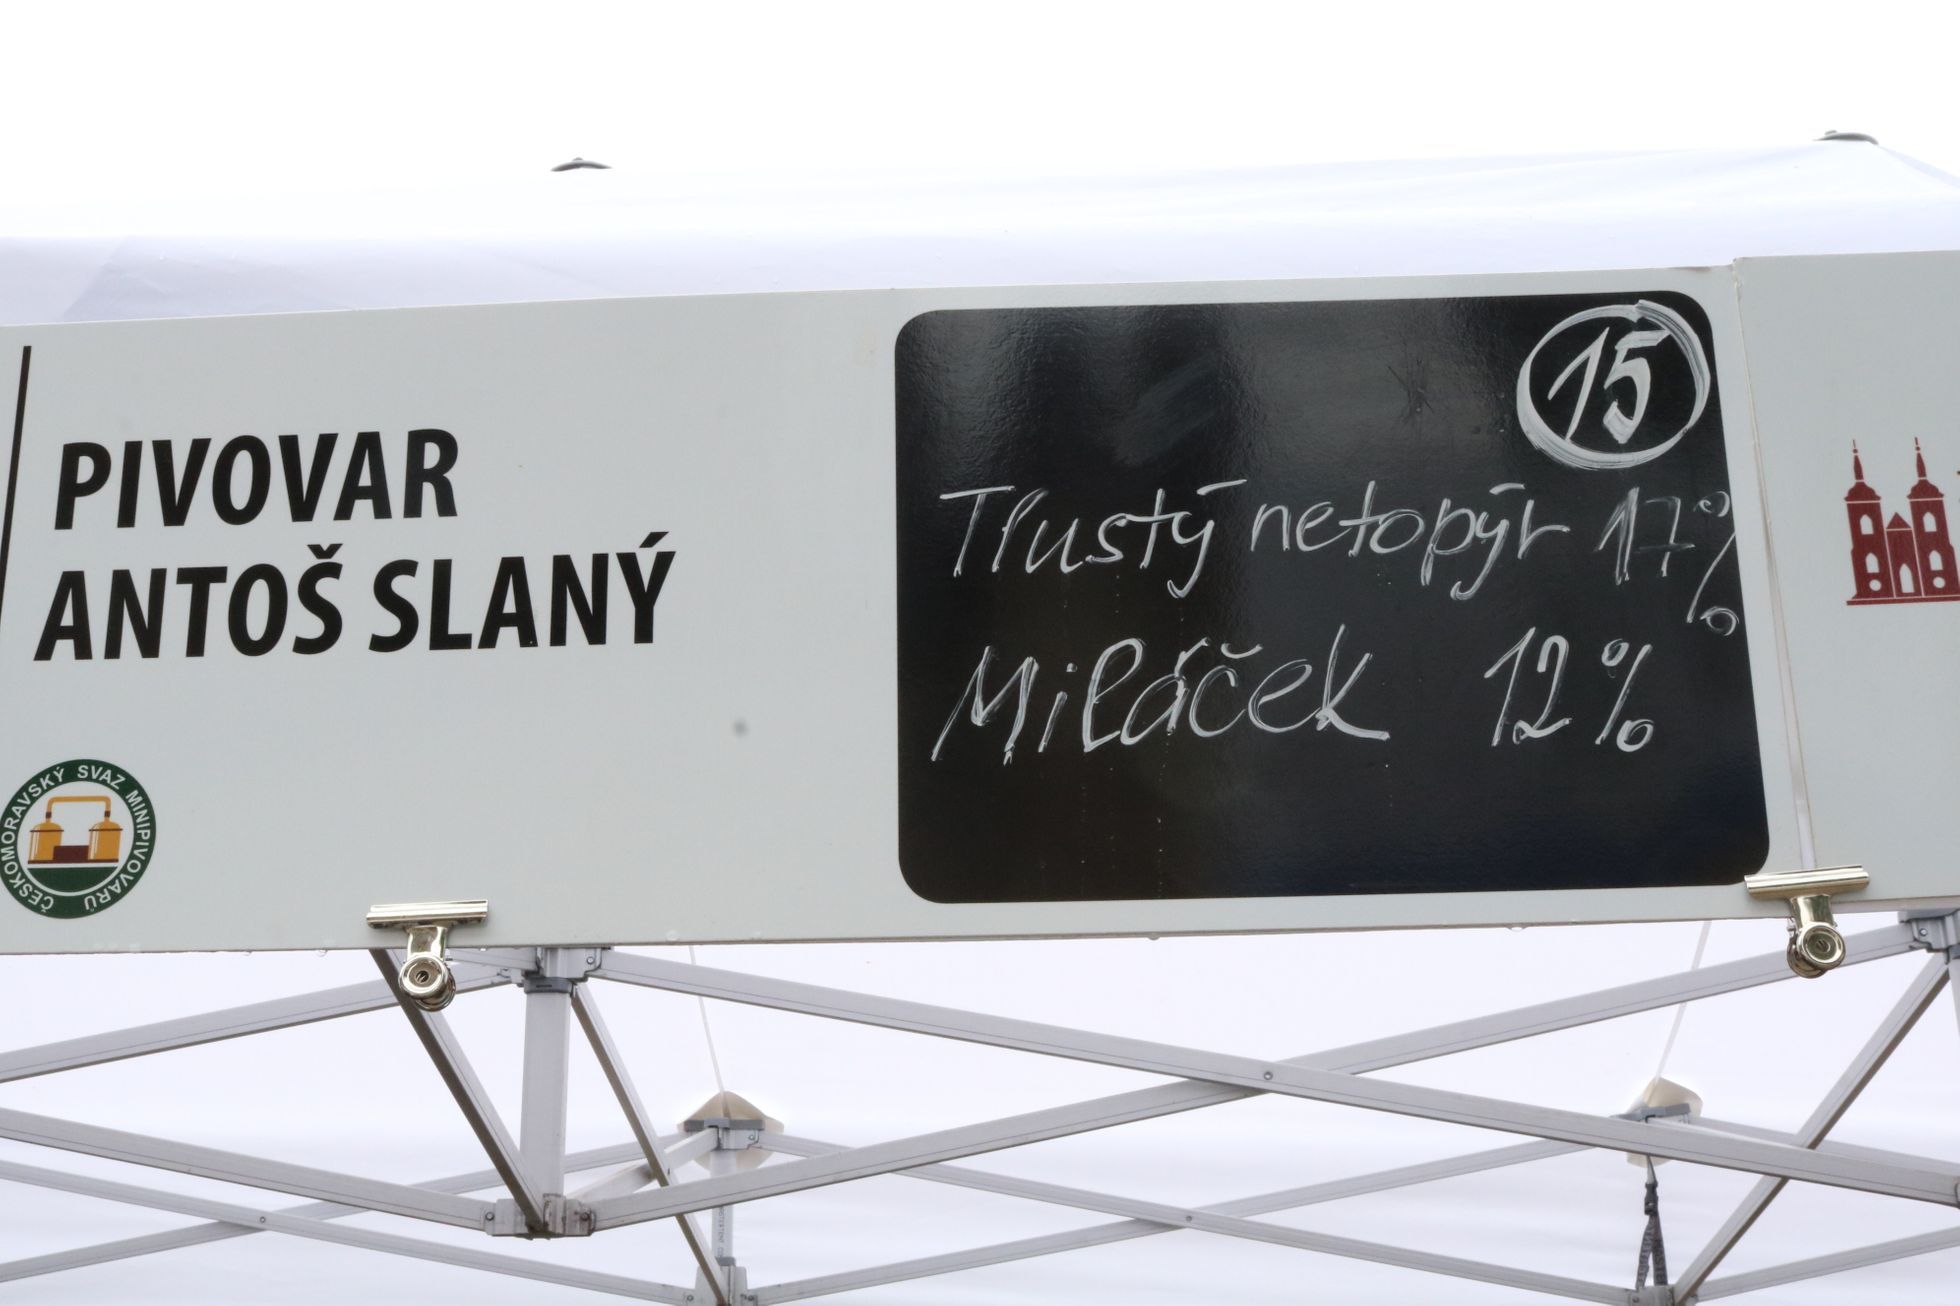 PIVOVAR
ANTOŠ SLANÝ
ČESKOMORAVSKÝ SVAZ MINIPIVOVARŮ
15
Tlustý netopýr 17%
Miláček 12%